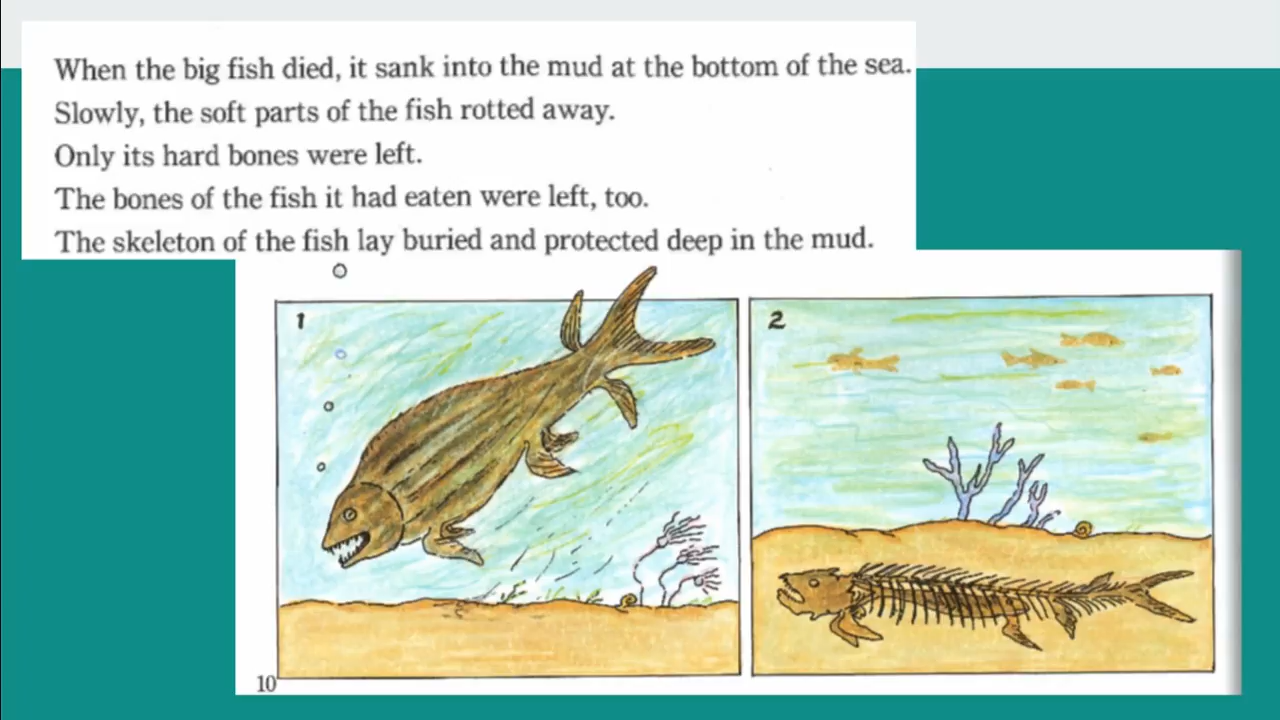 When the big fish died, it sank into the mud at the bottom of the sea.
Slowly, the soft parts of the fish rotted away.
Only its hard bones were left.
The bones of the fish it had eaten were left, too.
The skeleton of the fish lay buried and protected deep in the mud.
1
2
10